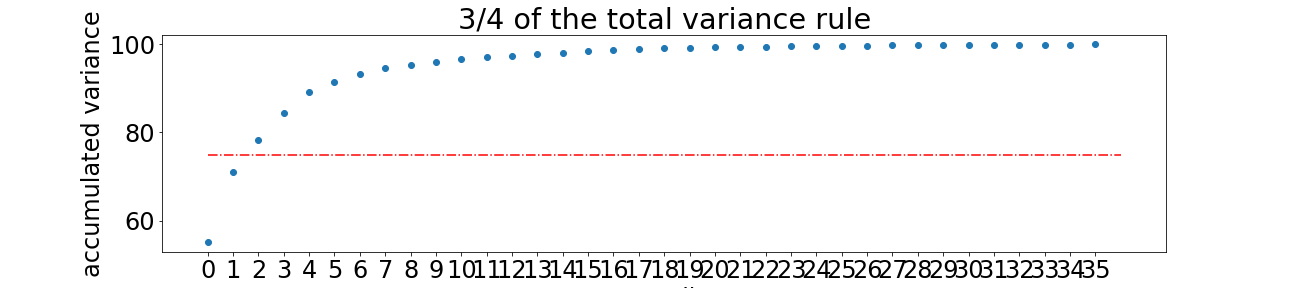 3/4 of the total variance rule
accumulated variance
100
80
60
0 1 2 3 4 5 6 7 8 9 10 11 12 13 14 15 16 17 18 19 20 21 22 23 24 25 26 27 28 29 30 31 32 33 34 35